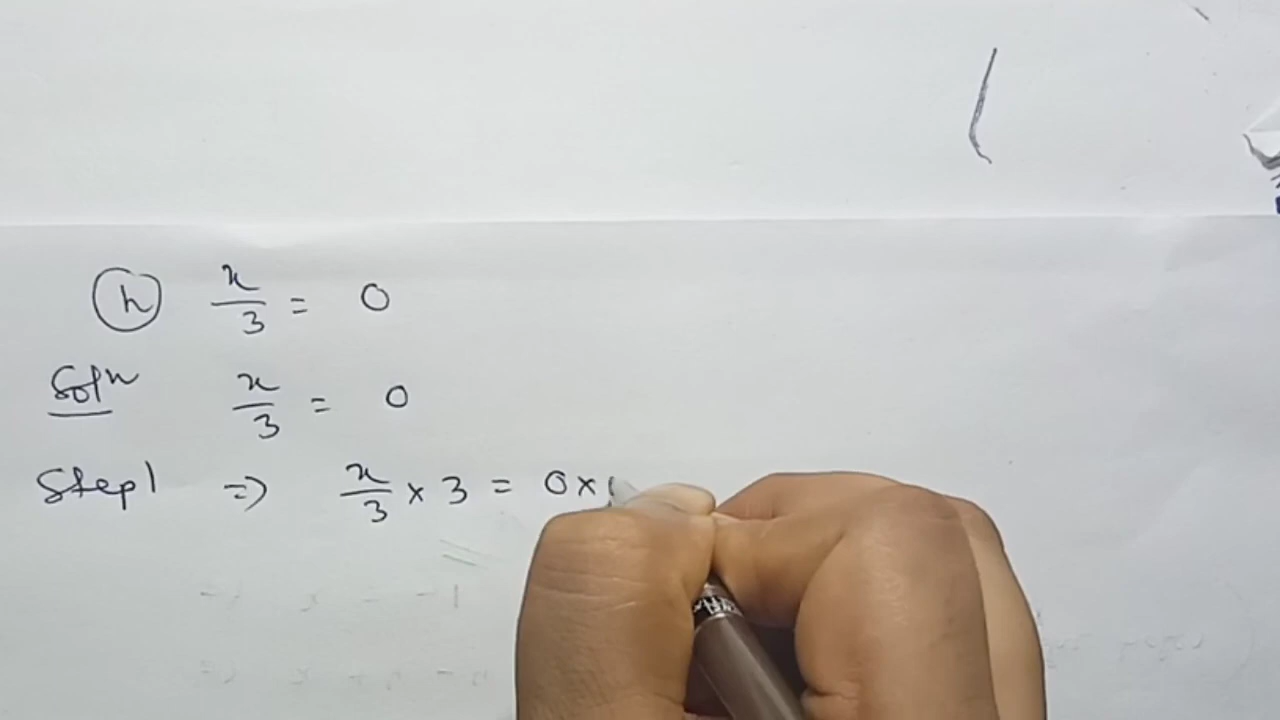 (h) x/3 = 0
Soln x/3 = 0
Step1 => x/3 × 3 = 0×